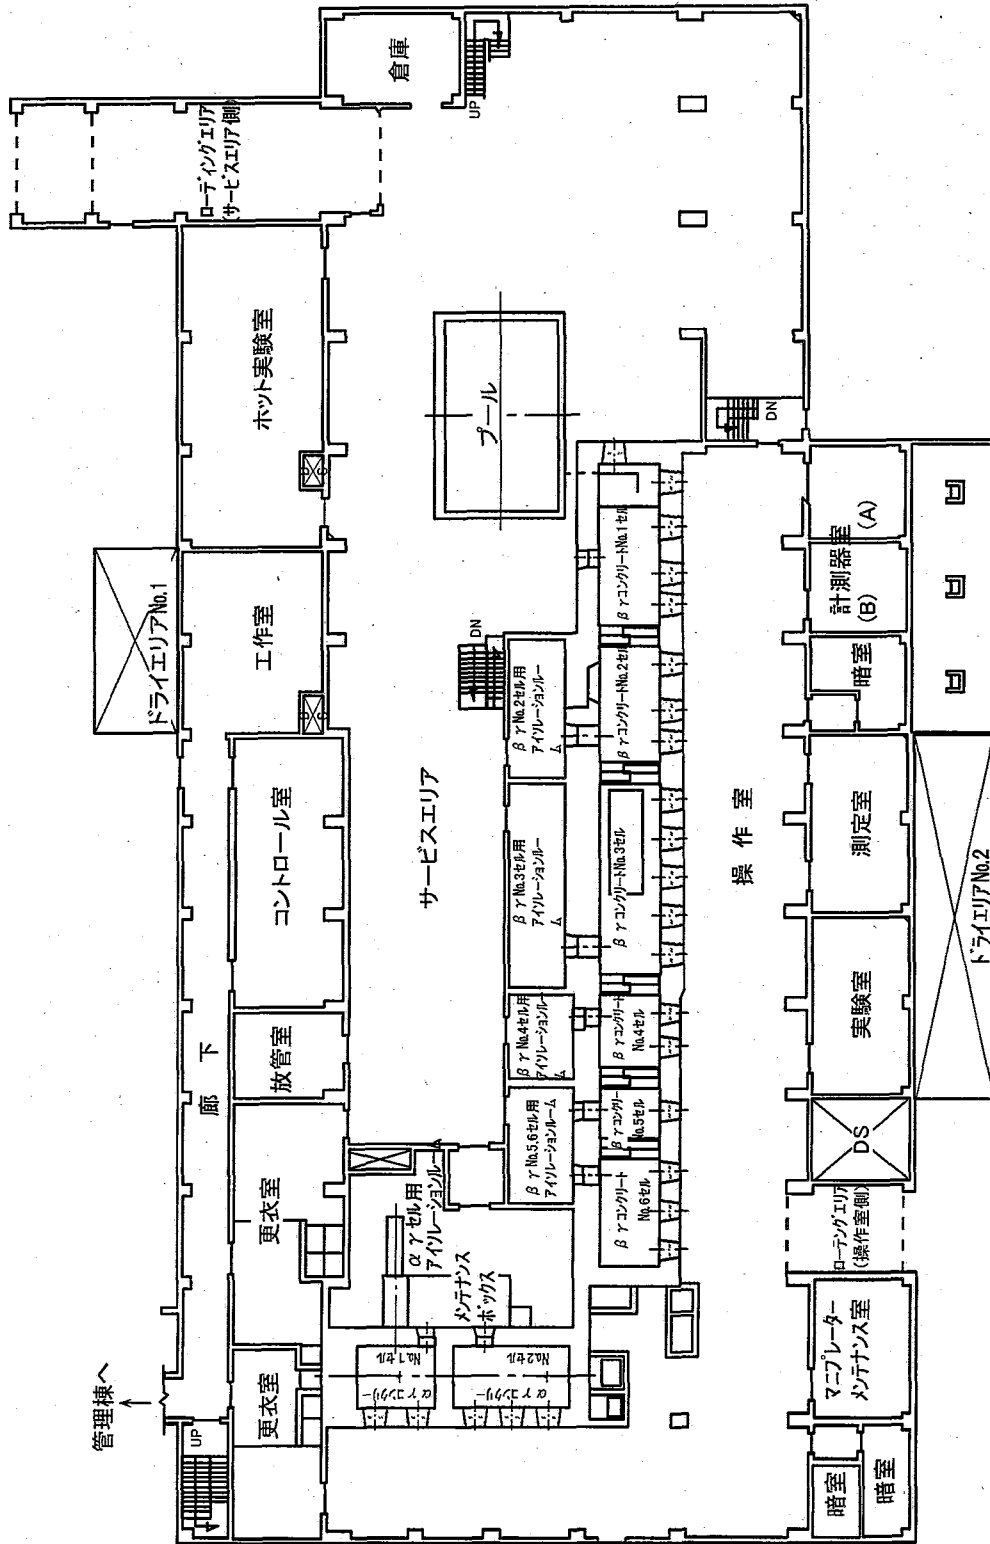 倉庫
UP
ローディングエリア
(サービスエリア側)
ホット実験室
プール
DN
ドライエリアNo.1
工作室
コントロール室
放管室
廊 下
更衣室
更衣室
管理棟へ
UP
サービスエリア
DN
βγNo.2セル用
アイソレーションルー
ム
βγNo.3セル用
アイソレーションルー
ム
βγNo.4セル用
アイソレーションルー
ム
βγNo.5,6セル用
アイソレーションルーム
αγセル用
アイソレーションルーム
メンテナンス
ボックス
βγコンクリートNo.1セル
βγコンクリートNo.2セル
βγコンクリートNo.3セル
βγコンクリート
No.4セル
βγコンクリー
No.5セル
βγコンクリート
No.6セル
αγコンクリー
No.1セル
αγコンクリー
No.2セル
操 作 室
計測器室
(A)
(B)
暗室
測定室
実験室
DS
ローデングエリア
(操作室側)
マニプレーター
メンテナンス室
暗室
暗室
ドライエリアNo.2